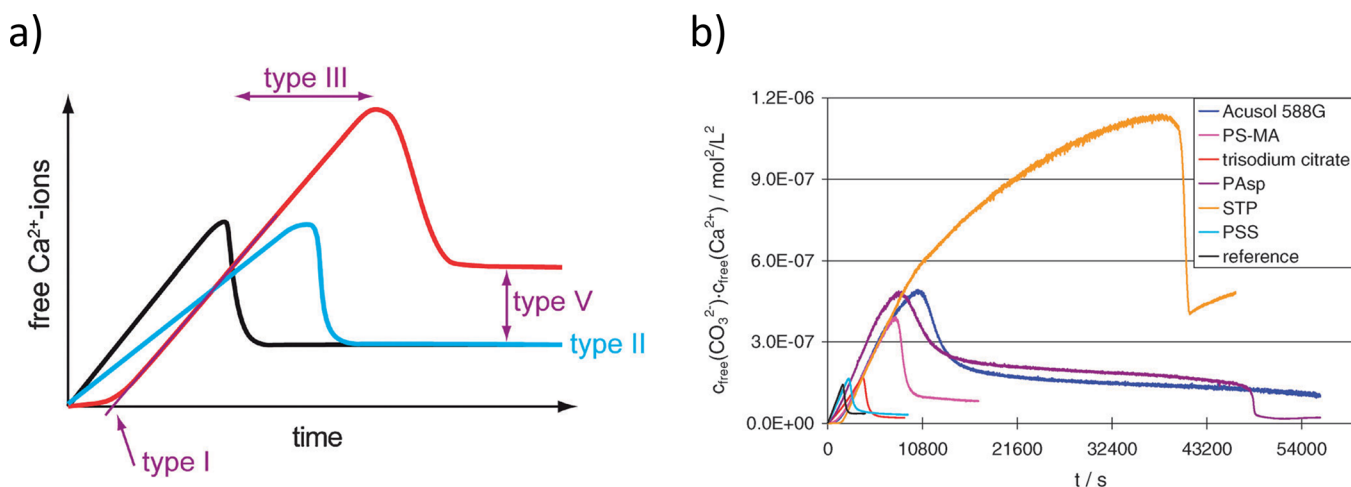 a)
type III
free Ca²⁺-ions
type V
type II
time
type I
b)
c_free(CO₃²⁻)·c_free(Ca²⁺) / mol²/L²
1.2E-06
9.0E-07
6.0E-07
3.0E-07
0.0E+00
Acusol 588G
PS-MA
trisodium citrate
PAsp
STP
PSS
reference
0 10800 21600 32400 43200 54000
t / s